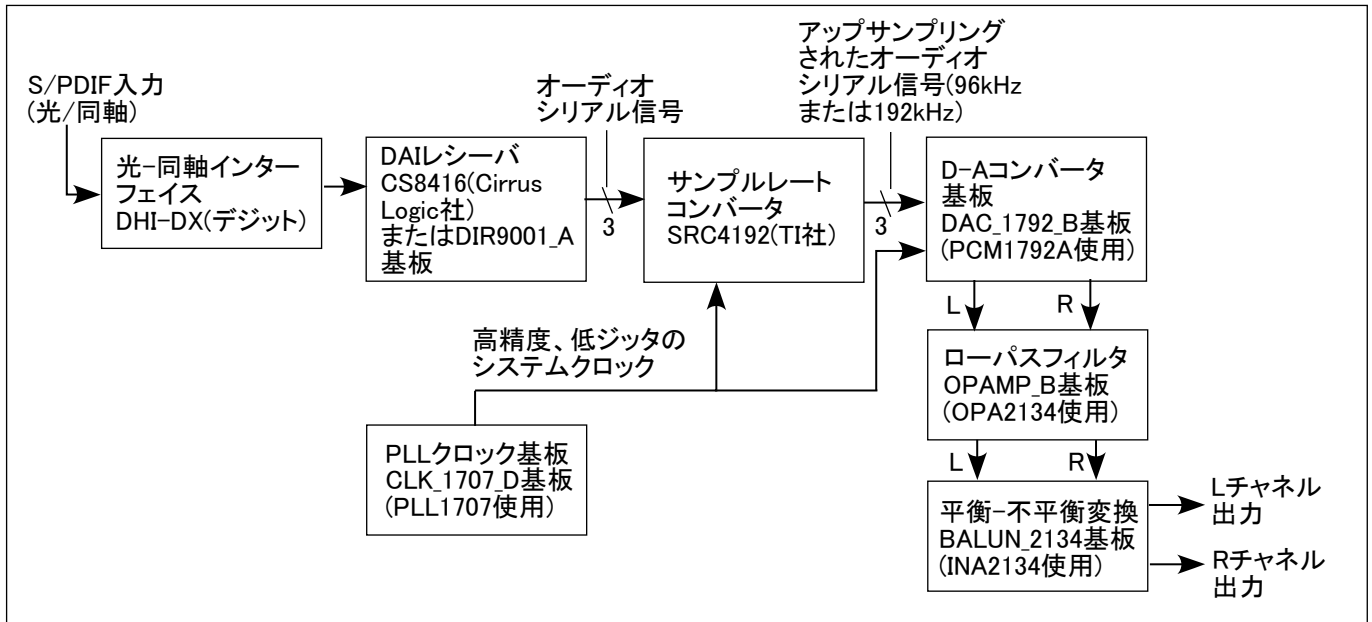 S/PDIF入力
(光/同軸)
光-同軸インター
フェイス
DHI-DX(デジット)
DAIレシーバ
CS8416(Cirrus
Logic社)
またはDIR9001_A
基板
オーディオ
シリアル信号
3
サンプルレート
コンバータ
SRC4192(TI社)
アップサンプリング
されたオーディオ
シリアル信号(96kHz
または192kHz)
3
D-Aコンバータ
基板
DAC_1792_B基板
(PCM1792A使用)
L
R
高精度、低ジッタの
システムクロック
ローパスフィルタ
OPAMP_B基板
(OPA2134使用)
PLLクロック基板
CLK_1707_D基板
(PLL1707使用)
L
R
平衡-不平衡変換
BALUN_2134基板
(INA2134使用)
Lチャネル
出力
Rチャネル
出力